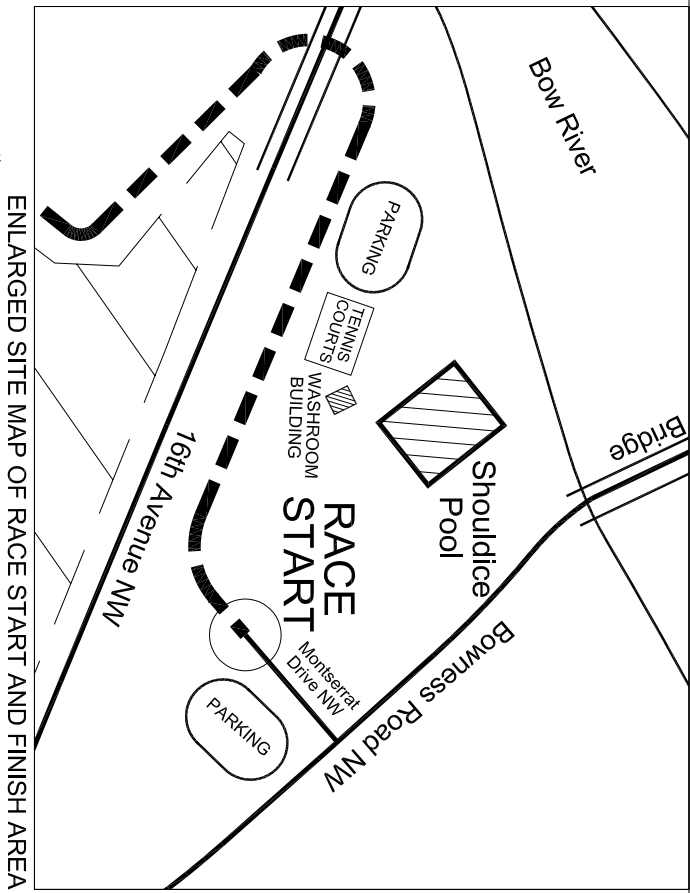 Bow River
PARKING
TENNIS
COURTS
WASHROOM
BUILDING
Bridge
Shouldice
Pool
RACE
START
16th Avenue NW
Montserrat
Drive NW
Bowness Road NW
PARKING
ENLARGED SITE MAP OF RACE START AND FINISH AREA